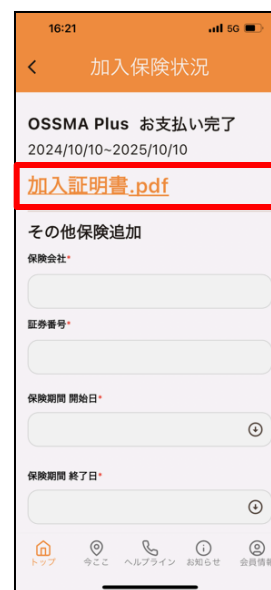 16:21
5G
加入保険状況
OSSMA Plus お支払い完了
2024/10/10~2025/10/10
加入証明書.pdf
その他保険追加
保険会社*
証券番号*
保険期間 開始日*
保険期間 終了日*
トップ 今ここ ヘルプライン お知らせ 会員情報